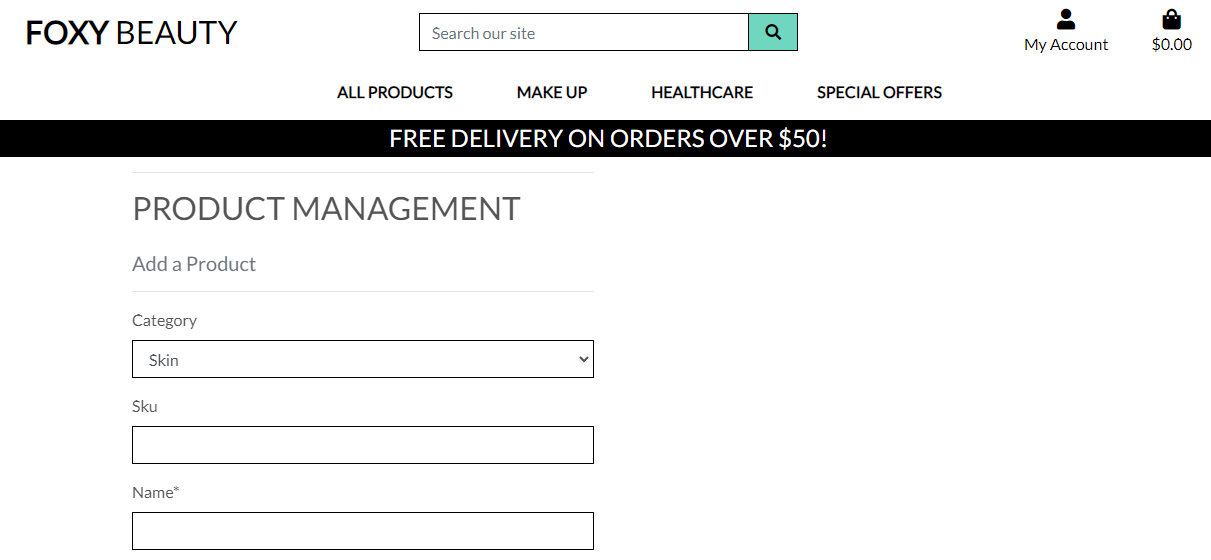 FOXY BEAUTY
Search our site
My Account
$0.00
ALL PRODUCTS MAKE UP HEALTHCARE SPECIAL OFFERS
FREE DELIVERY ON ORDERS OVER $50!
PRODUCT MANAGEMENT
Add a Product
Category
Skin
Sku
Name*